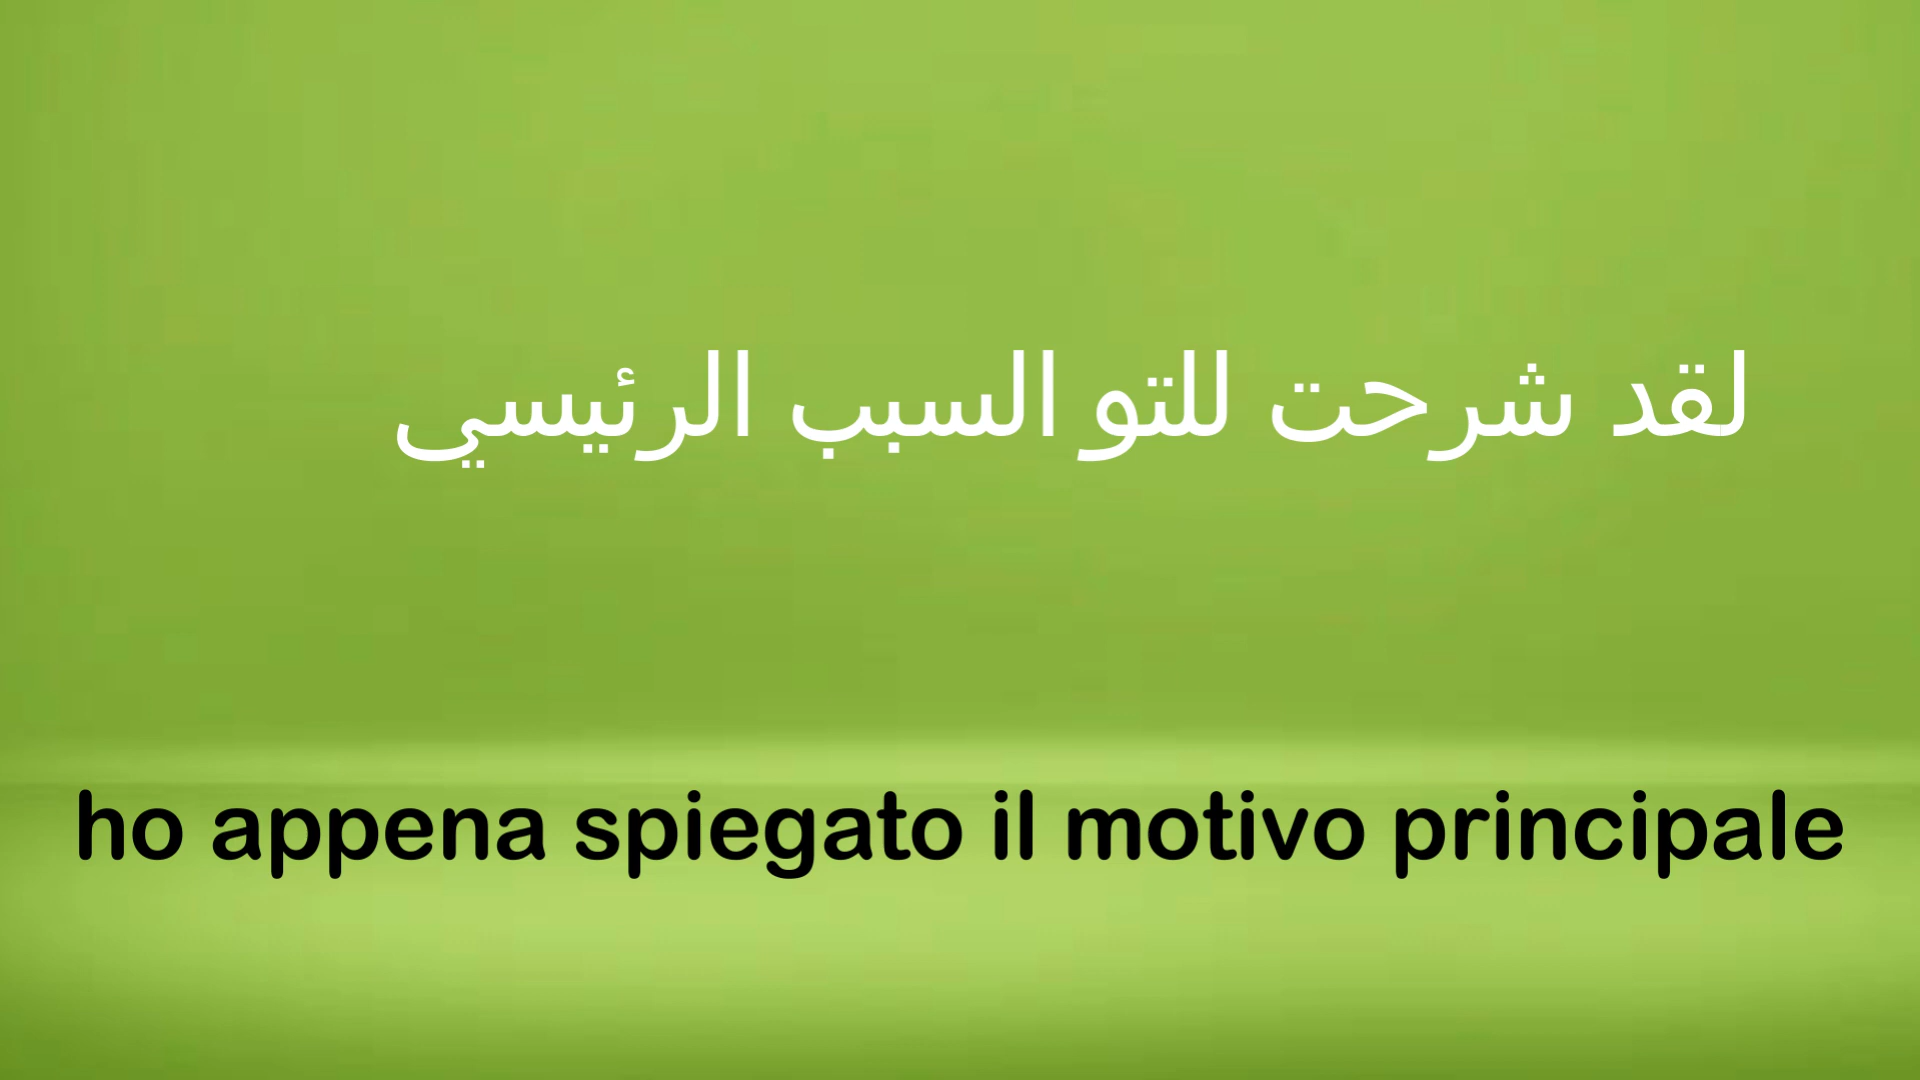 لقد شرحت للتو السبب الرئيسي
ho appena spiegato il motivo principale